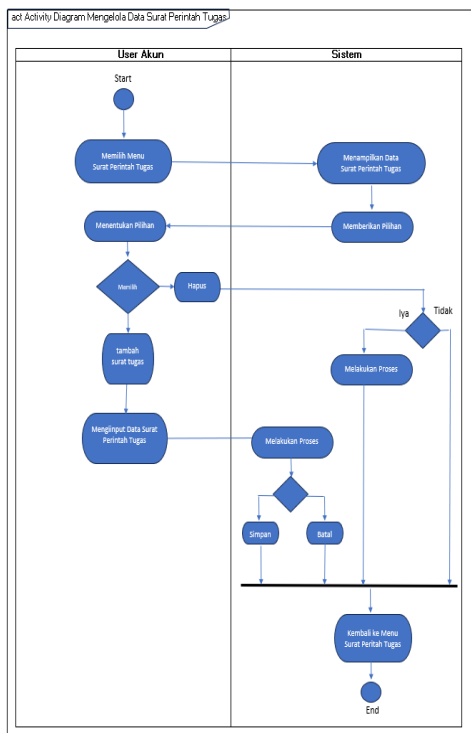 act Activity Diagram Mengelola Data Surat Perintah Tugas
User Akun
Sistem
Start
Memilih Menu
Surat Perintah Tugas
Menampilkan Data
Surat Perintah Tugas
Menentukan Pilihan
Memberikan Pilihan
Memilih
Hapus
Iya
Tidak
tambah
surat tugas
Melakukan Proses
Mengiinput Data Surat
Perintah Tugas
Melakukan Proses
Simpan
Batal
Kembali ke Menu
Surat Peritah Tugas
End